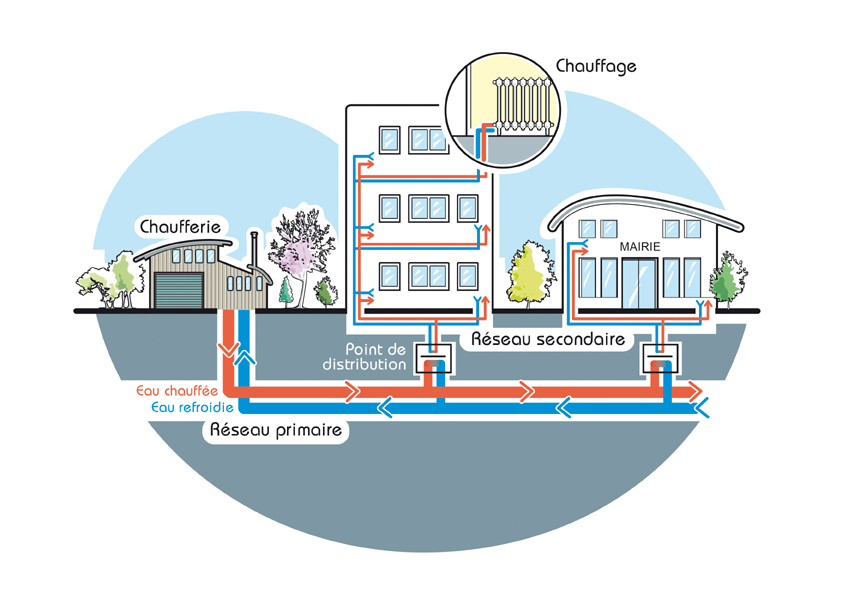 Chauffage
Chaufferie
MAIRIE
Réseau secondaire
Point de
distribution
Eau chauffée
Eau refroidie
Réseau primaire